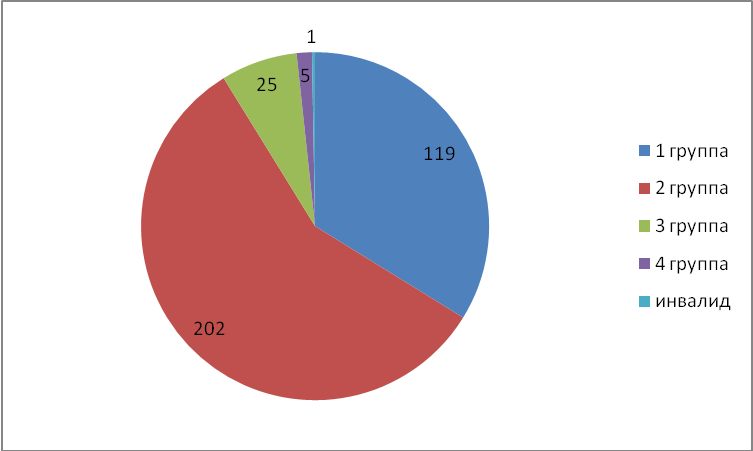 1
5
25
119
202
1 группа
2 группа
3 группа
4 группа
инвалид